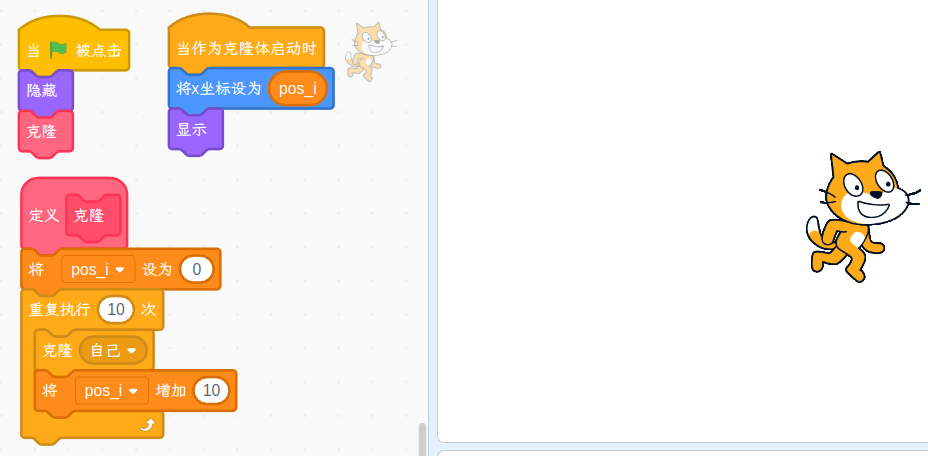 当 被点击
隐藏
克隆
当作为克隆体启动时
将x坐标设为 pos_i
显示
定义 克隆
将 pos_i 设为 0
重复执行 10 次
克隆 自己
将 pos_i 增加 10